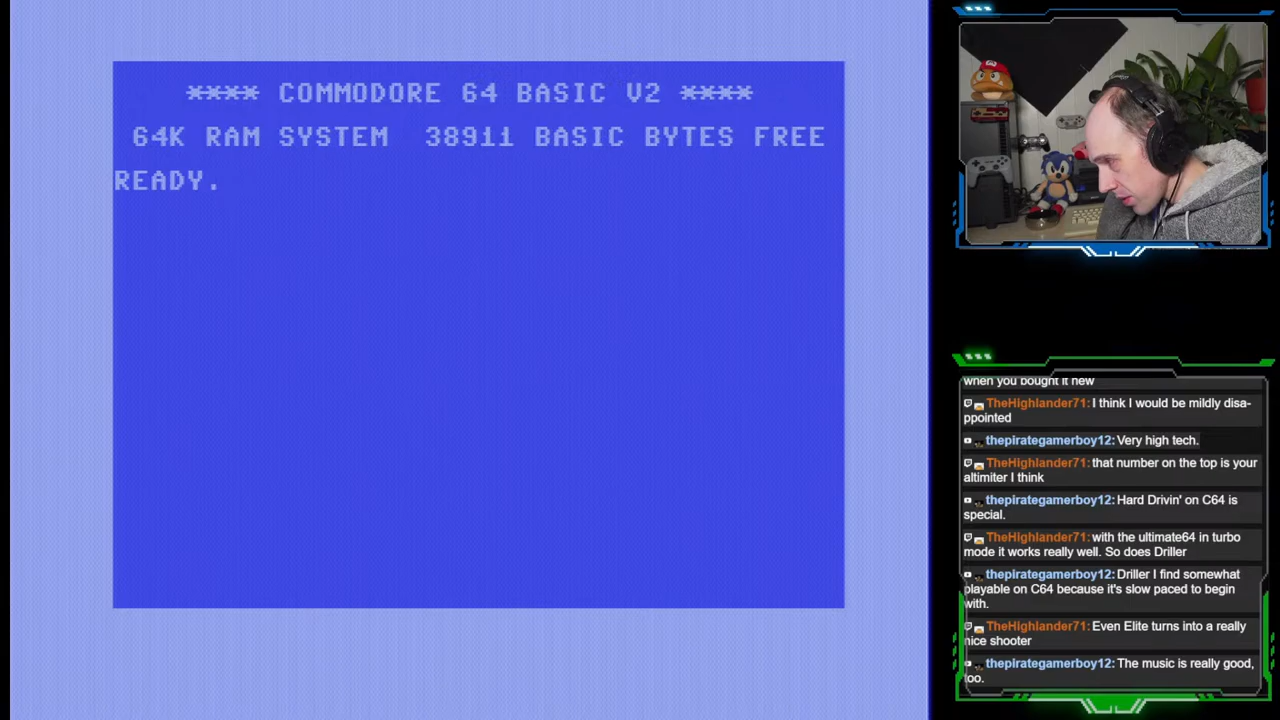 **** COMMODORE 64 BASIC V2 ****
64K RAM SYSTEM  38911 BASIC BYTES FREE
READY.
when you bought it new
TheHighlander71: I think I would be mildly disa-
ppointed
thepirategamerboy12: Very high tech.
TheHighlander71: that number on the top is your
altimiter I think
thepirategamerboy12: Hard Drivin' on C64 is
special.
TheHighlander71: with the ultimate64 in turbo
mode it works really well. So does Driller
thepirategamerboy12: Driller I find somewhat
playable on C64 because it's slow paced to begin
with.
TheHighlander71: Even Elite turns into a really
nice shooter
thepirategamerboy12: The music is really good,
too.